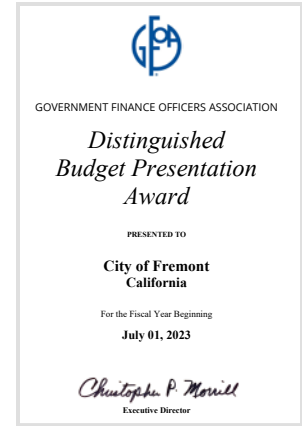 GFOA
GOVERNMENT FINANCE OFFICERS ASSOCIATION
Distinguished
Budget Presentation
Award
PRESENTED TO
City of Fremont
California
For the Fiscal Year Beginning
July 01, 2023
Christopher P. Morrill
Executive Director